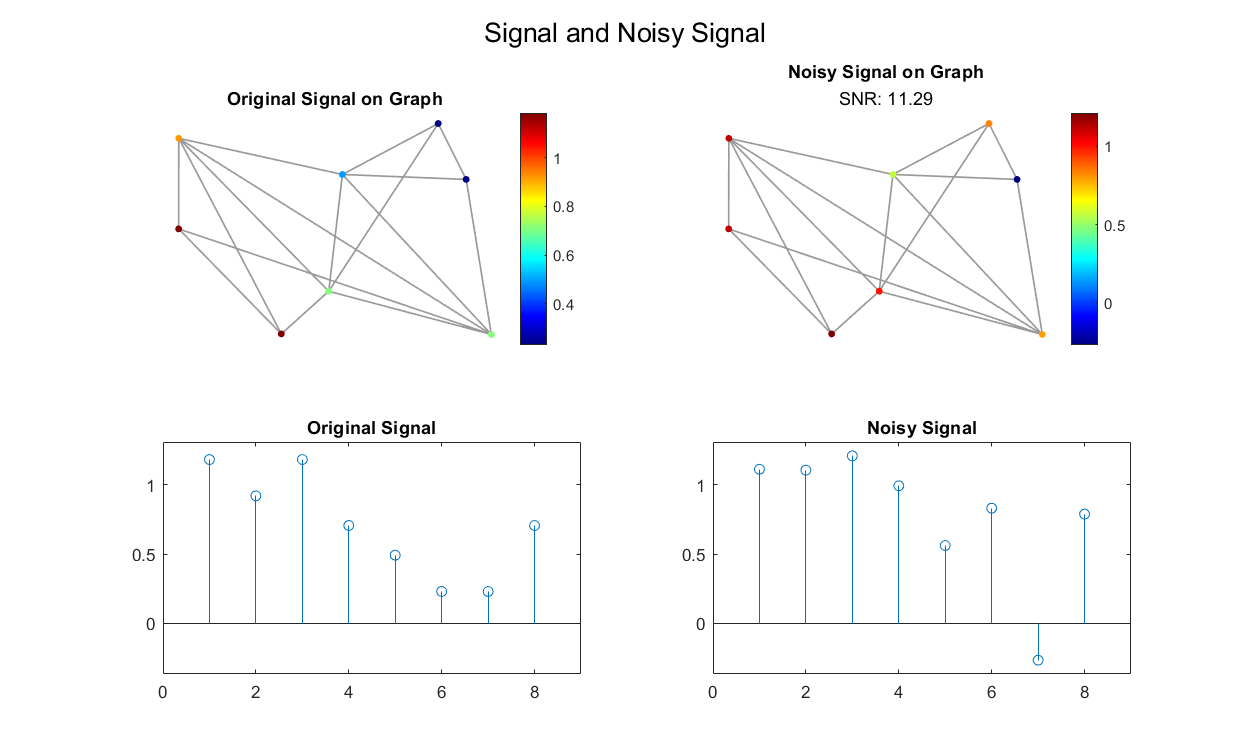 Signal and Noisy Signal
Original Signal on Graph
1
0.8
0.6
0.4
Noisy Signal on Graph
SNR: 11.29
1
0.5
0
Original Signal
1
0.5
0
0 2 4 6 8
Noisy Signal
1
0.5
0
0 2 4 6 8